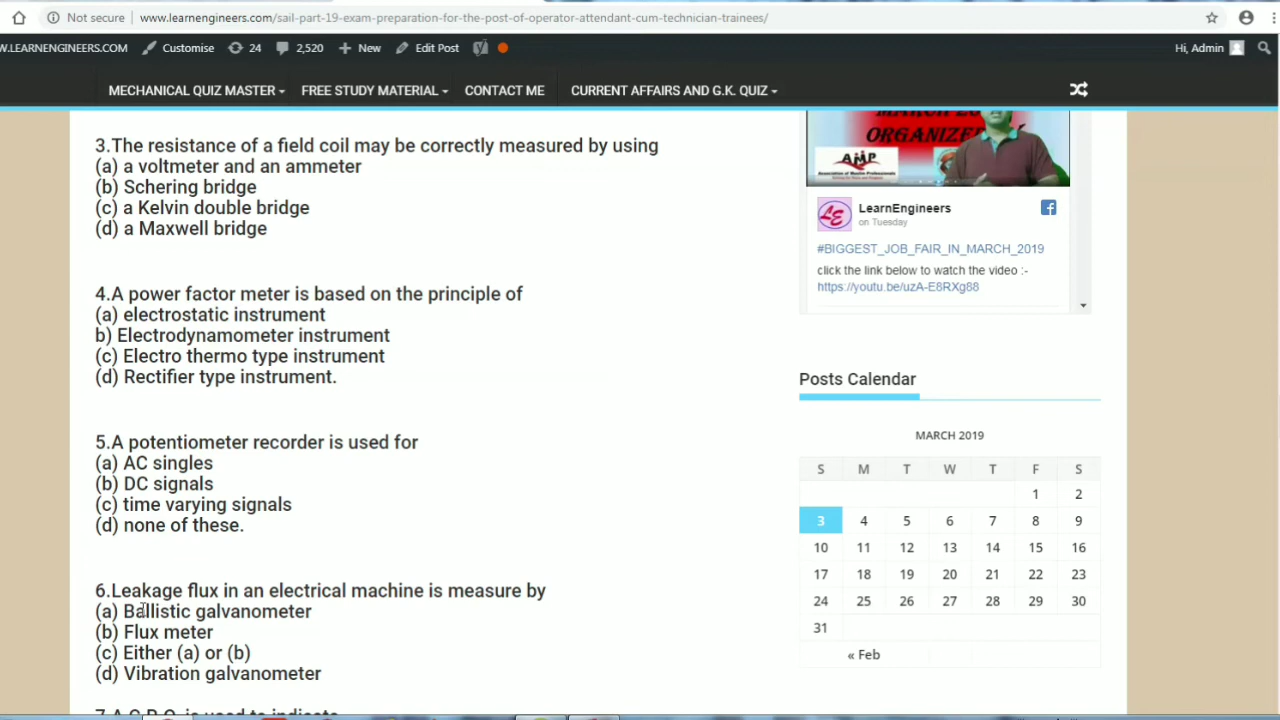 Not secure
www.learnengineers.com/sail-part-19-exam-preparation-for-the-post-of-operator-attendant-cum-technician-trainees/
W.LEARNENGINEERS.COM Customise 24 2,520 New Edit Post Hi, Admin
MECHANICAL QUIZ MASTER FREE STUDY MATERIAL CONTACT ME CURRENT AFFAIRS AND G.K. QUIZ
3.The resistance of a field coil may be correctly measured by using
(a) a voltmeter and an ammeter
(b) Schering bridge
(c) a Kelvin double bridge
(d) a Maxwell bridge
4.A power factor meter is based on the principle of
(a) electrostatic instrument
b) Electrodynamometer instrument
(c) Electro thermo type instrument
(d) Rectifier type instrument.
5.A potentiometer recorder is used for
(a) AC singles
(b) DC signals
(c) time varying signals
(d) none of these.
6.Leakage flux in an electrical machine is measure by
(a) Ballistic galvanometer
(b) Flux meter
(c) Either (a) or (b)
(d) Vibration galvanometer
7.A C.R.O. is used to indicate
ORGANIZE
AMP
LE
LearnEngineers
on Tuesday
#BIGGEST_JOB_FAIR_IN_MARCH_2019
click the link below to watch the video :-
https://youtu.be/uzA-E8RXg88
Posts Calendar
MARCH 2019
S M T W T F S
1 2
3 4 5 6 7 8 9
10 11 12 13 14 15 16
17 18 19 20 21 22 23
24 25 26 27 28 29 30
31
« Feb